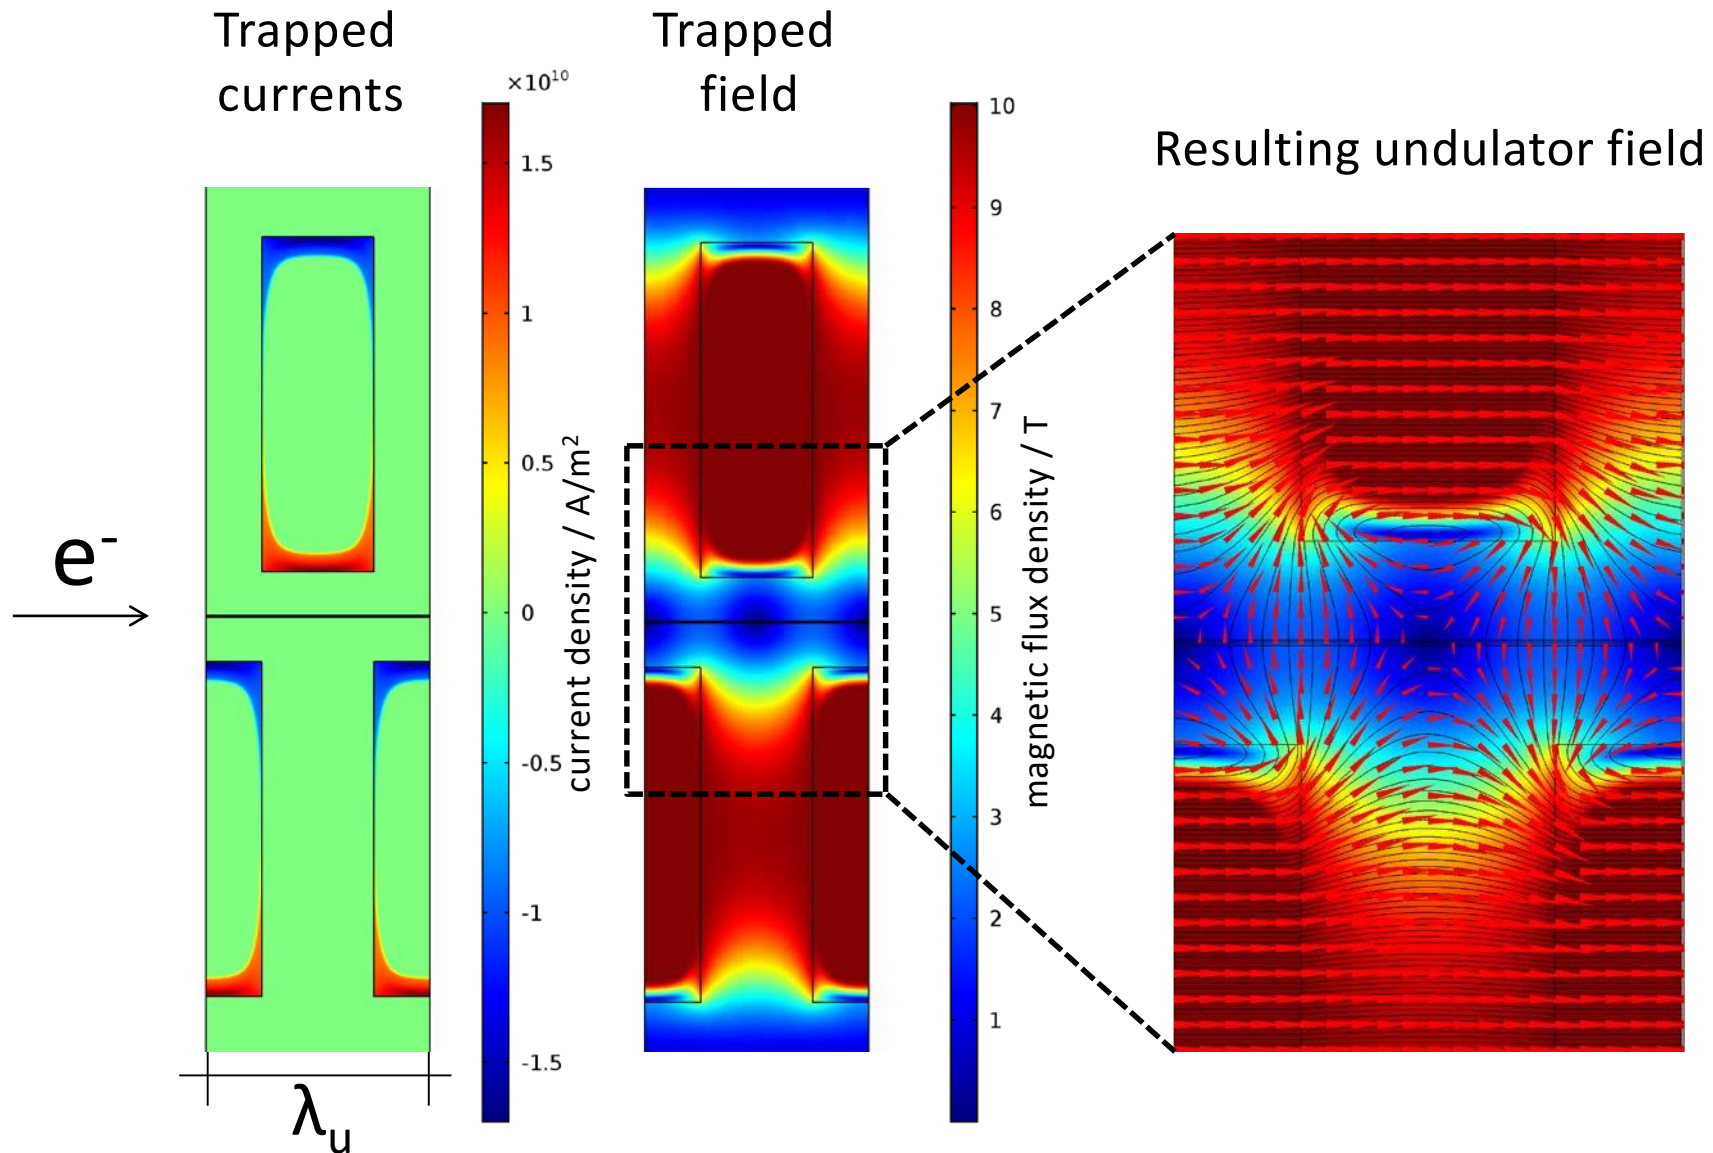 Trapped
currents
Trapped
field
Resulting undulator field
×10¹⁰
1.5
1
0.5
0
-0.5
-1
-1.5
current density / A/m²
10
9
8
7
6
5
4
3
2
1
magnetic flux density / T
e⁻
λᵤ